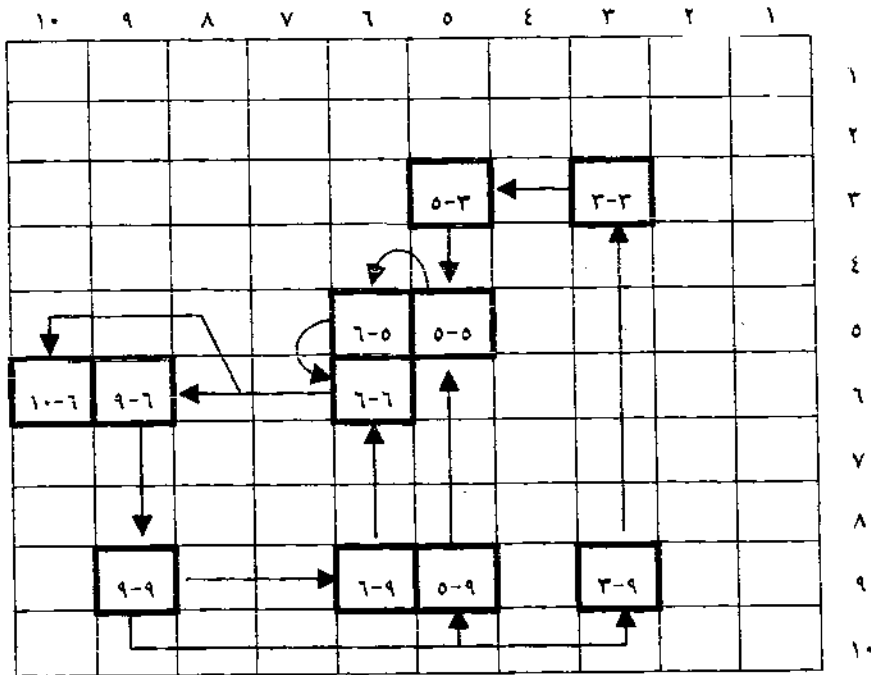 ١٠ ٩ ٨ ٧ ٦ ٥ ٤ ٣ ٢ ١
١
٢
٥-٣ ٣-٣ ٣
٤
٦-٥ ٥-٥ ٥
١٠-٦ ٩-٦ ٦-٦ ٦
٧
٨
٩-٩ ٦-٩ ٥-٩ ٣-٩ ٩
١٠